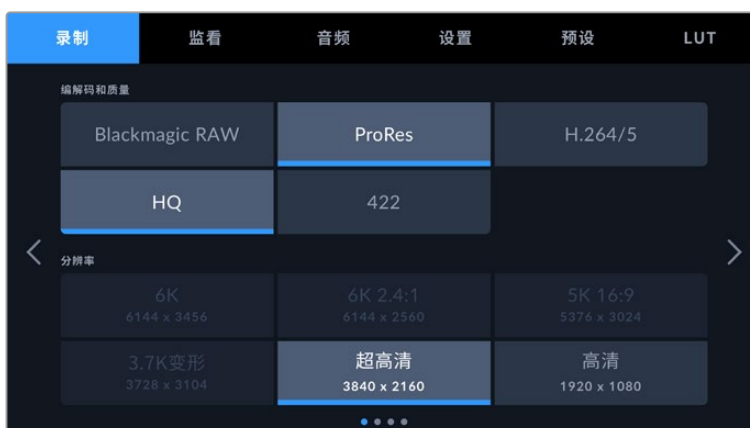 录制 监看 音频 设置 预设 LUT
编解码和质量
Blackmagic RAW ProRes H.264/5
HQ 422
分辨率
6K 6K 2.4:1 5K 16:9
6144 x 3456 6144 x 2560 5376 x 3024
3.7K变形 超高清 高清
3728 x 3104 3840 x 2160 1920 x 1080